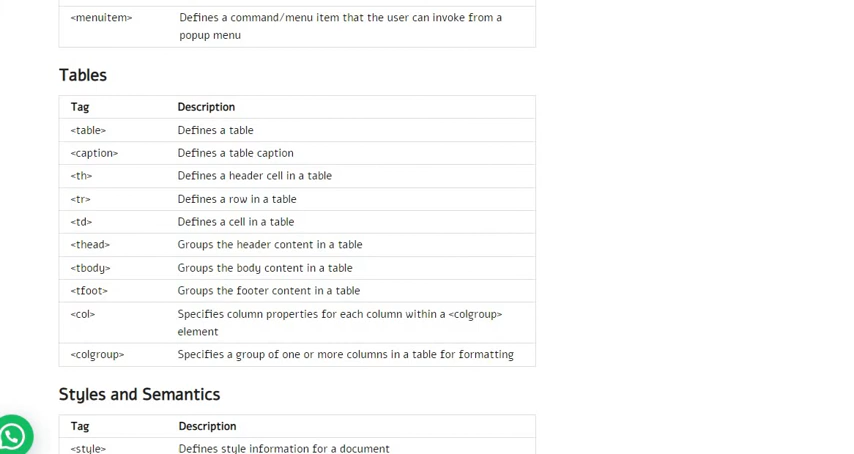 <menuitem> Defines a command/menu item that the user can invoke from a
popup menu
Tables
Tag Description
<table> Defines a table
<caption> Defines a table caption
<th> Defines a header cell in a table
<tr> Defines a row in a table
<td> Defines a cell in a table
<thead> Groups the header content in a table
<tbody> Groups the body content in a table
<tfoot> Groups the footer content in a table
<col> Specifies column properties for each column within a <colgroup>
element
<colgroup> Specifies a group of one or more columns in a table for formatting
Styles and Semantics
Tag Description
<style> Defines style information for a document